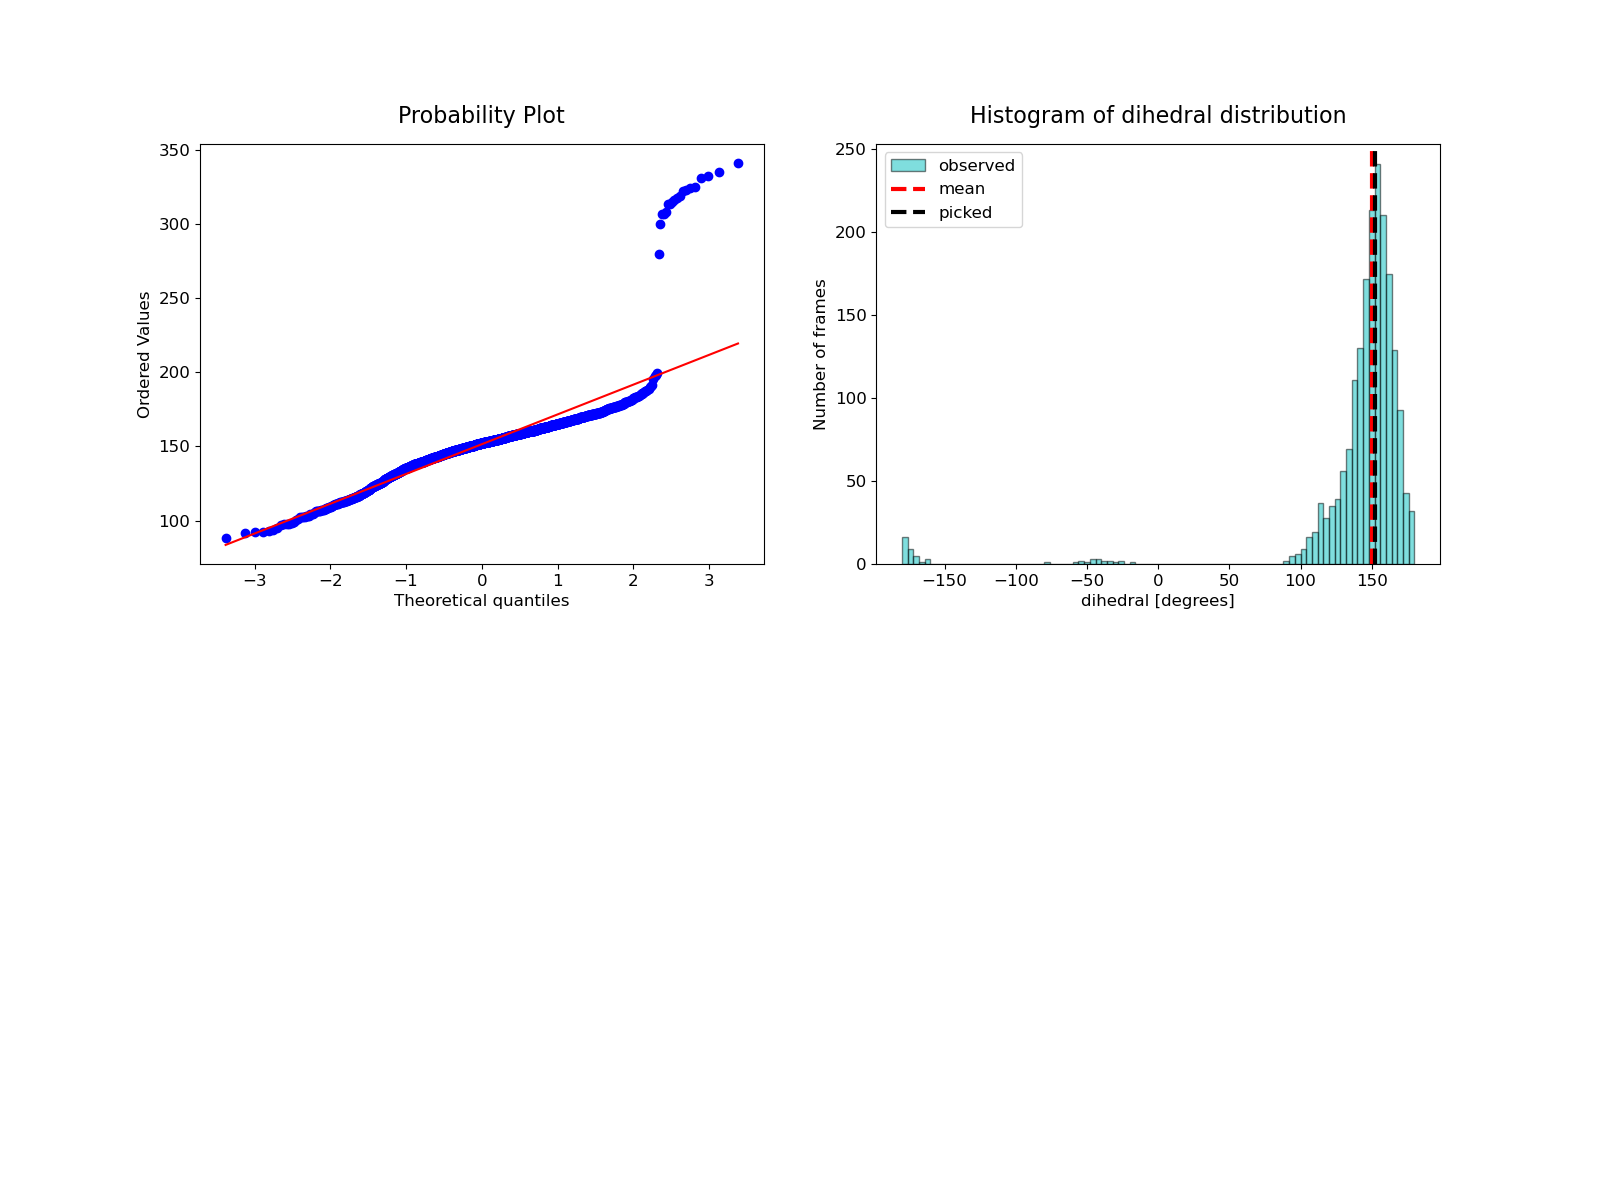 Probability Plot
350
300
250
200
150
100
Ordered Values
−3 −2 −1 0 1 2 3
Theoretical quantiles
Histogram of dihedral distribution
observed
mean
picked
250
200
150
100
50
0
Number of frames
−150 −100 −50 0 50 100 150
dihedral [degrees]